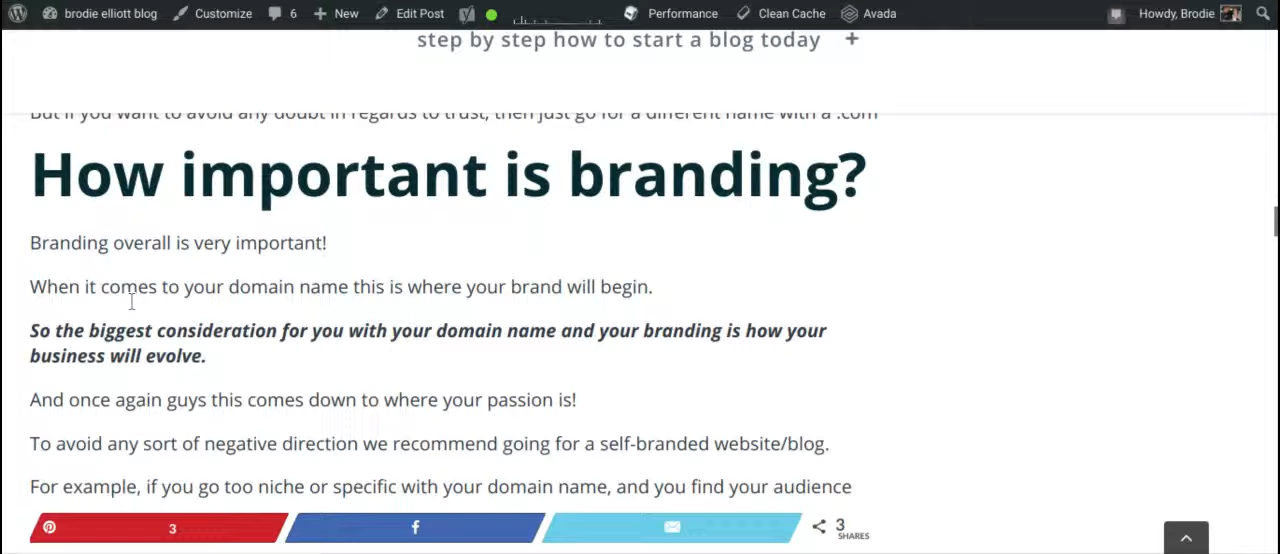 brodie elliott blog Customize 6 New Edit Post Performance Clean Cache Avada Howdy, Brodie
step by step how to start a blog today +
But if you want to avoid any doubt in regards to trust, then just go for a different name with a .com
How important is branding?
Branding overall is very important!
When it comes to your domain name this is where your brand will begin.
So the biggest consideration for you with your domain name and your branding is how your
business will evolve.
And once again guys this comes down to where your passion is!
To avoid any sort of negative direction we recommend going for a self-branded website/blog.
For example, if you go too niche or specific with your domain name, and you find your audience
3 3
SHARES